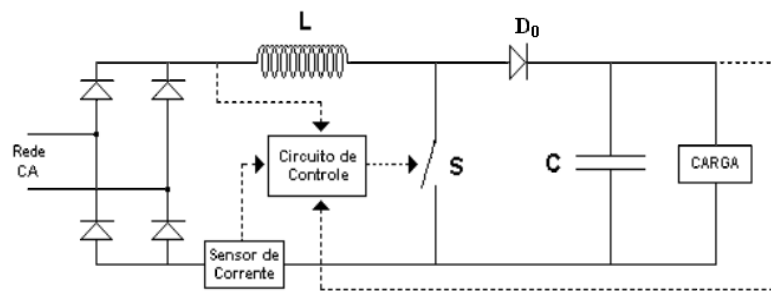 L
D₀
Rede
CA
Circuito de
Controle
S
C
CARGA
Sensor de
Corrente